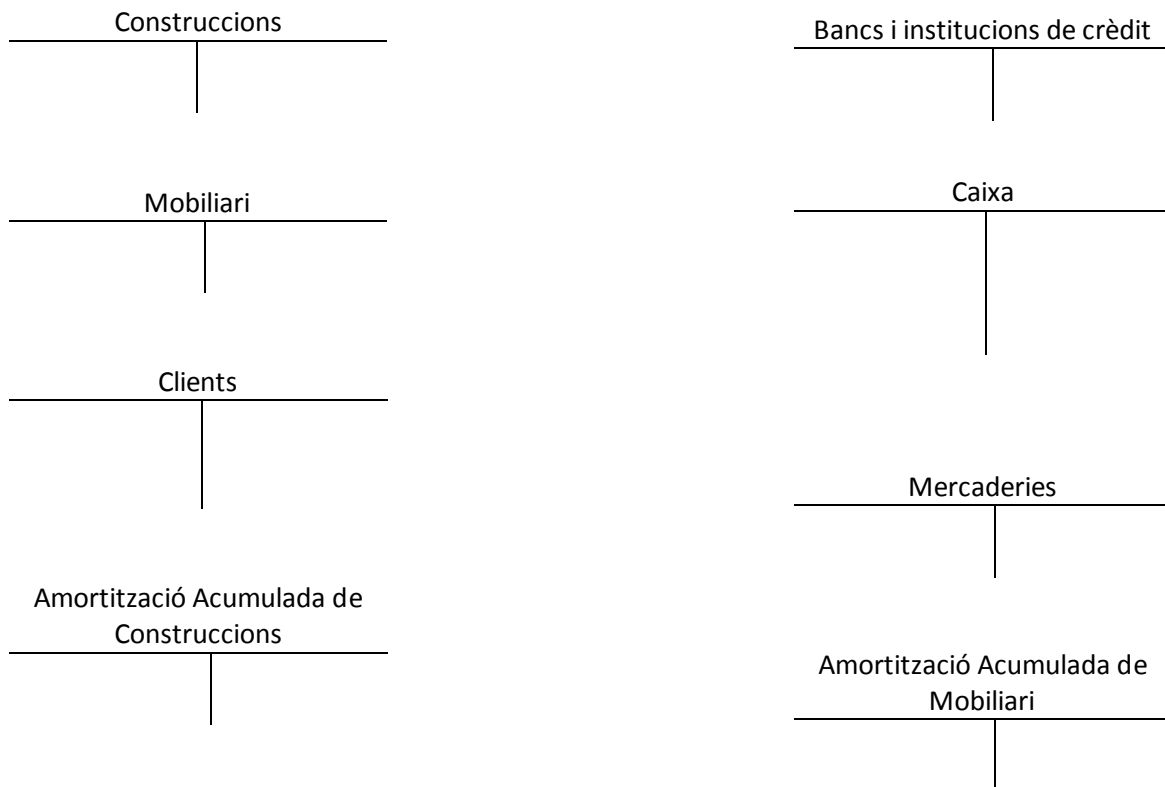 Construccions
Bancs i institucions de crèdit
Mobiliari
Caixa
Clients
Mercaderies
Amortització Acumulada de
Construccions
Amortització Acumulada de
Mobiliari